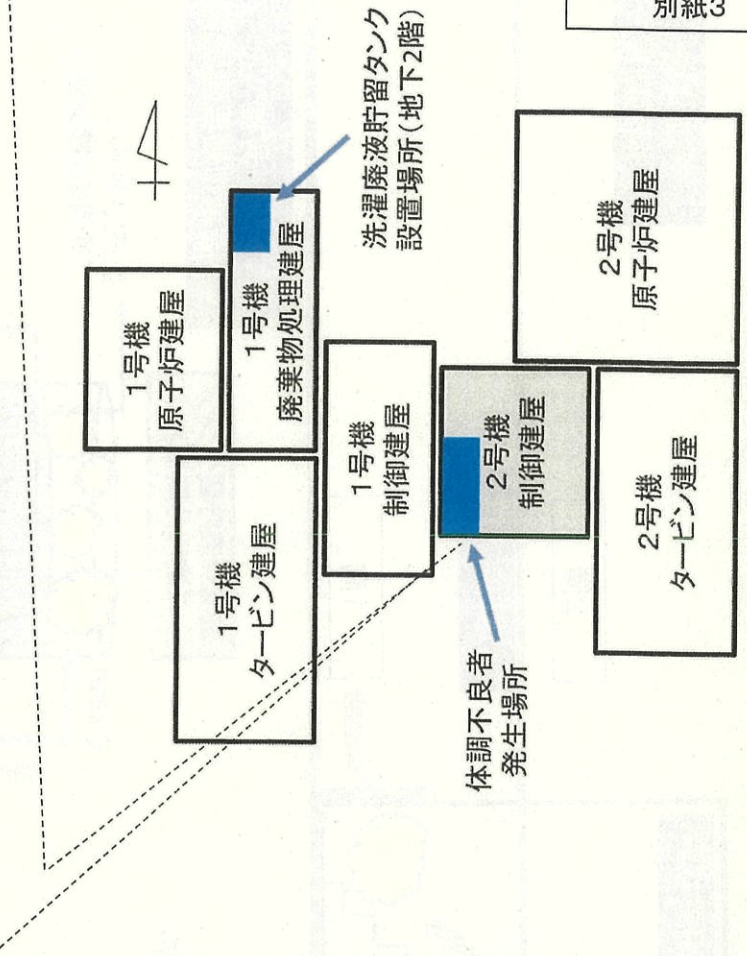 別紙3
洗濯廃液貯留タンク
設置場所(地下2階)
1号機
原子炉建屋
1号機
廃棄物処理建屋
1号機
タービン建屋
1号機
制御建屋
2号機
原子炉建屋
2号機
制御建屋
2号機
タービン建屋
体調不良者
発生場所